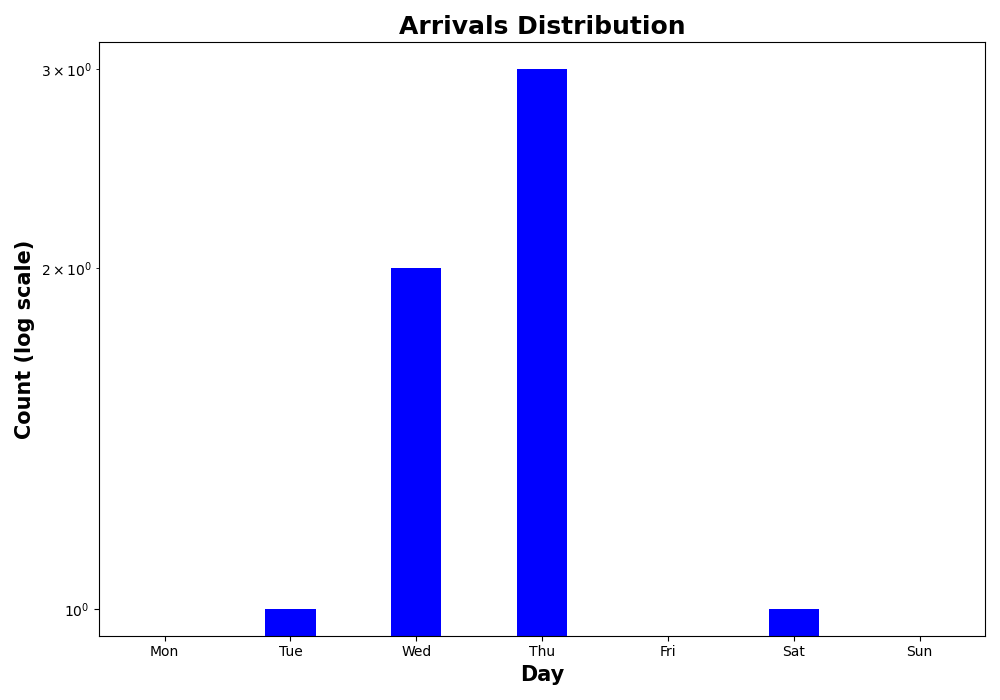 Arrivals Distribution
3 × 10⁰
2 × 10⁰
10⁰
Count (log scale)
Mon Tue Wed Thu Fri Sat Sun
Day